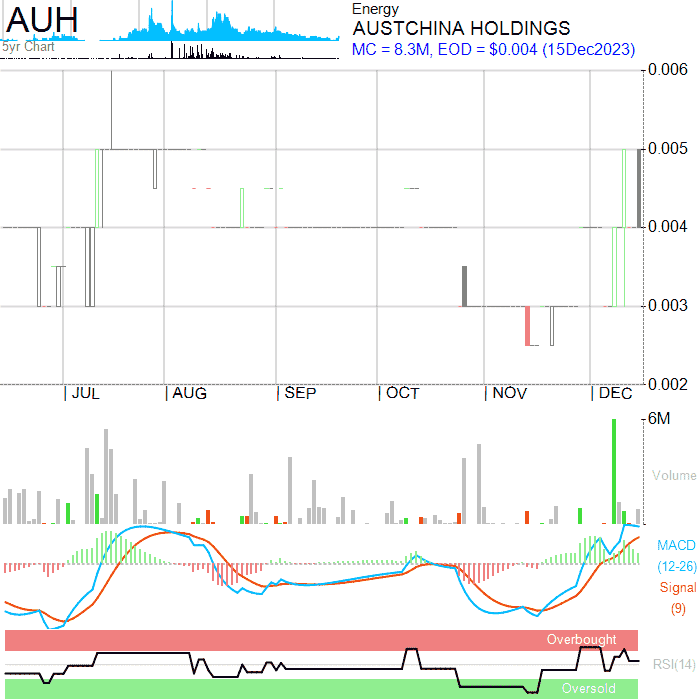 AUH
5yr Chart
Energy
AUSTCHINA HOLDINGS
MC = 8.3M, EOD = $0.004 (15Dec2023)
0.006
0.005
0.004
0.003
0.002
JUL AUG SEP OCT NOV DEC
6M
Volume
MACD
(12-26)
Signal
(9)
Overbought
RSI(14)
Oversold